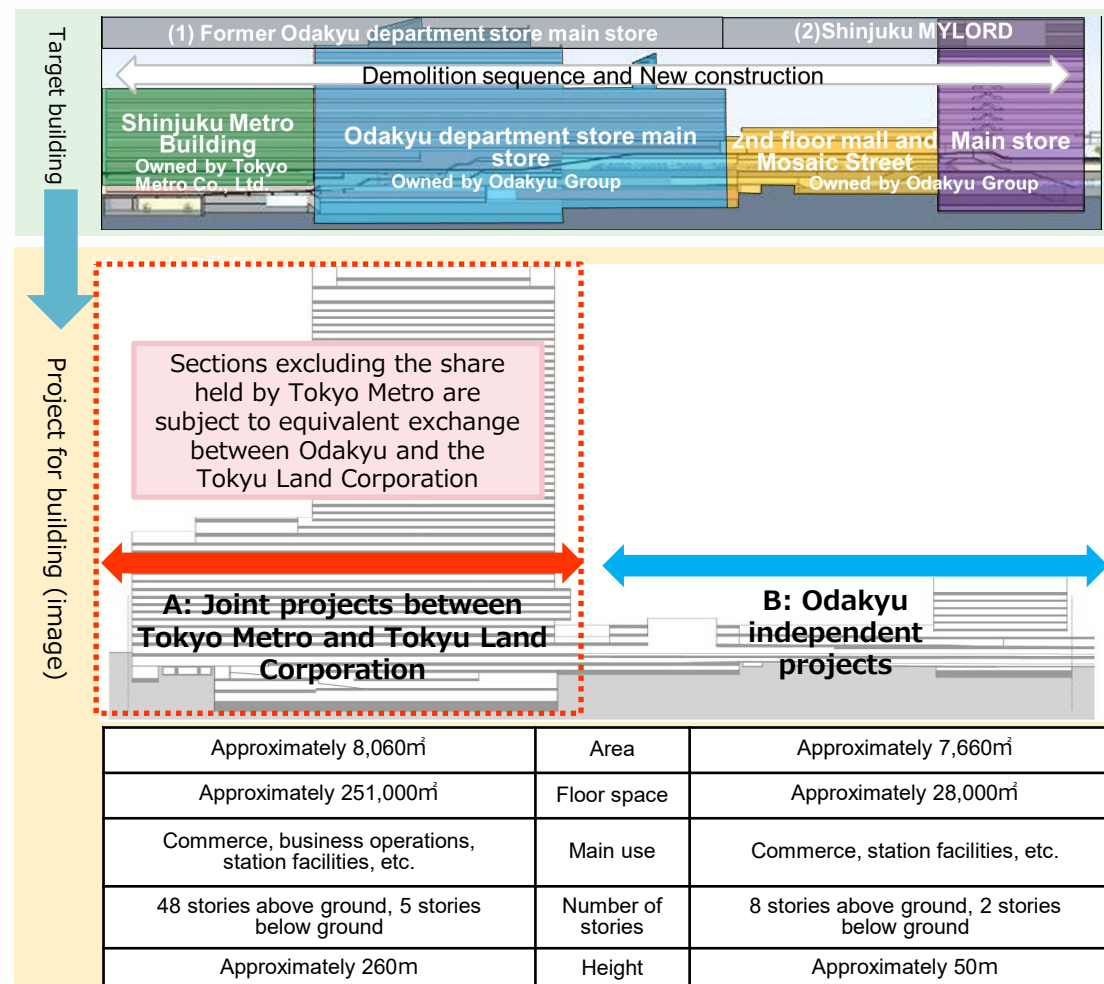 Target building
(1) Former Odakyu department store main store
(2)Shinjuku MYLORD
Demolition sequence and New construction
Shinjuku Metro
Building
Owned by Tokyo
Metro Co., Ltd.
Odakyu department store main
store
Owned by Odakyu Group
2nd floor mall and
Mosaic Street
Main store
Owned by Odakyu Group
Project for building (image)
Sections excluding the share
held by Tokyo Metro are
subject to equivalent exchange
between Odakyu and the
Tokyu Land Corporation
A: Joint projects between
Tokyo Metro and Tokyu Land
Corporation
B: Odakyu
independent
projects
Approximately 8,060㎡ Area Approximately 7,660㎡
Approximately 251,000㎡ Floor space Approximately 28,000㎡
Commerce, business operations,
station facilities, etc.
Main use
Commerce, station facilities, etc.
48 stories above ground, 5 stories
below ground
Number of
stories
8 stories above ground, 2 stories
below ground
Approximately 260m Height Approximately 50m